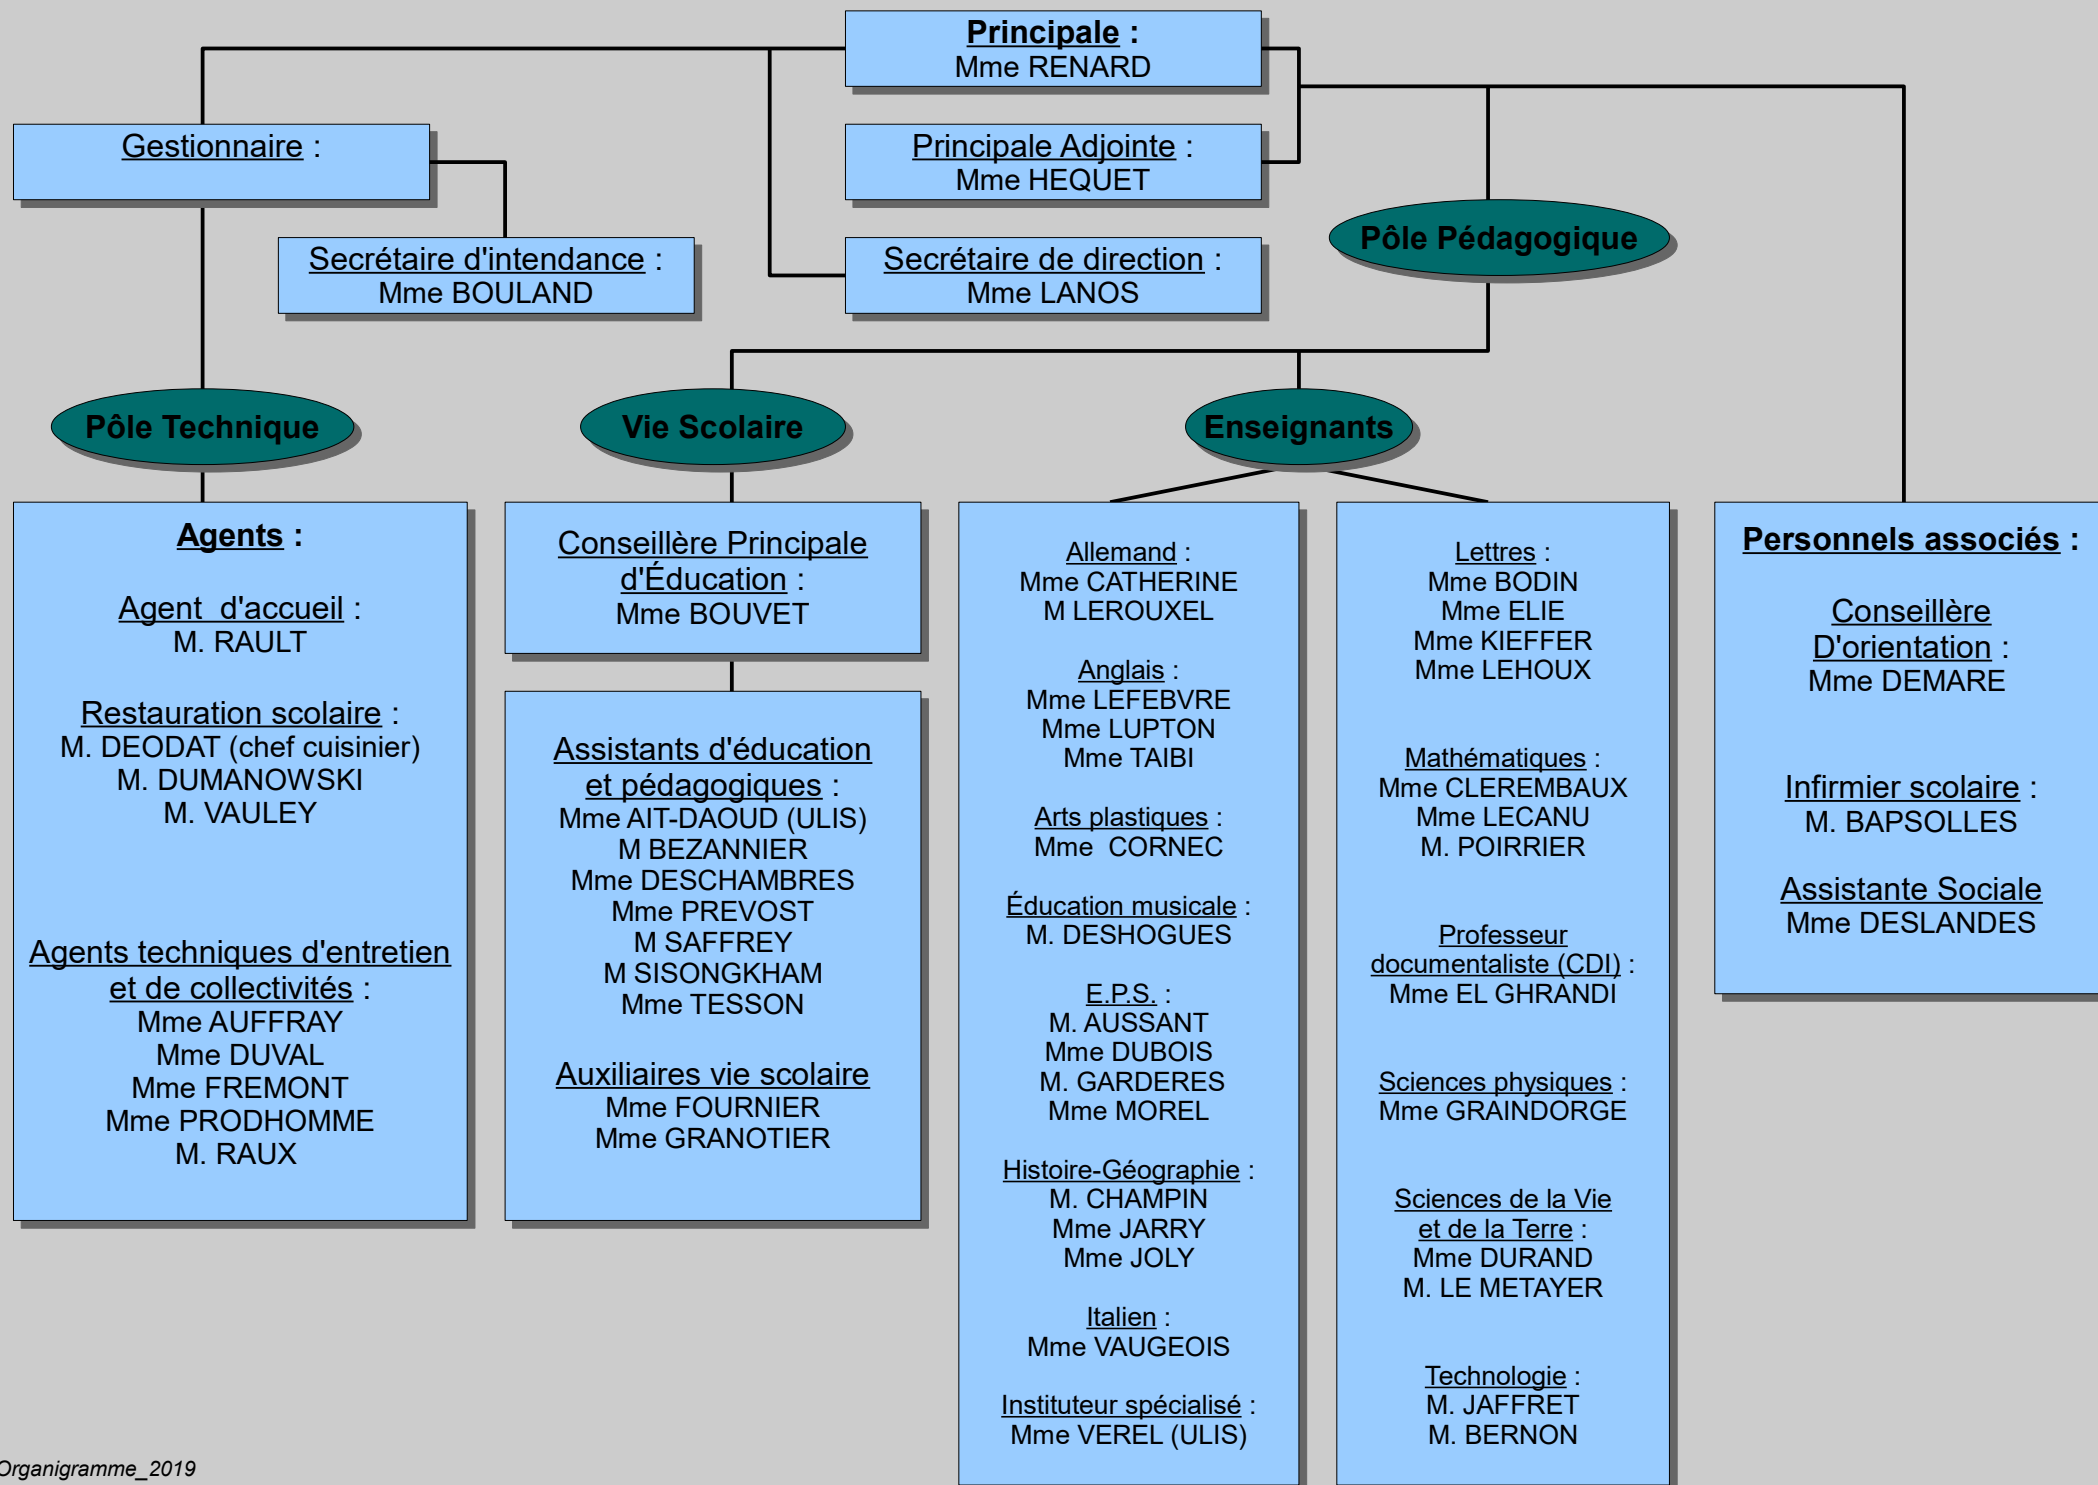 Principale :
Mme RENARD
Gestionnaire :
Principale Adjointe :
Mme HEQUET
Secrétaire d'intendance :
Mme BOULAND
Secrétaire de direction :
Mme LANOS
Pôle Pédagogique
Pôle Technique
Vie Scolaire
Enseignants
Agents :
Agent  d'accueil :
M. RAULT
Restauration scolaire :
M. DEODAT (chef cuisinier)
M. DUMANOWSKI
M. VAULEY
Agents techniques d'entretien
et de collectivités :
Mme AUFFRAY
Mme DUVAL
Mme FREMONT
Mme PRODHOMME
M. RAUX
Conseillère Principale
d'Éducation :
Mme BOUVET
Assistants d'éducation
et pédagogiques :
Mme AIT-DAOUD (ULIS)
M BEZANNIER
Mme DESCHAMBRES
Mme PREVOST
M SAFFREY
M SISONGKHAM
Mme TESSON
Auxiliaires vie scolaire
Mme FOURNIER
Mme GRANOTIER
Allemand :
Mme CATHERINE
M LEROUXEL
Anglais :
Mme LEFEBVRE
Mme LUPTON
Mme TAIBI
Arts plastiques :
Mme  CORNEC
Éducation musicale :
M. DESHOGUES
E.P.S. :
M. AUSSANT
Mme DUBOIS
M. GARDERES
Mme MOREL
Histoire-Géographie :
M. CHAMPIN
Mme JARRY
Mme JOLY
Italien :
Mme VAUGEOIS
Instituteur spécialisé :
Mme VEREL (ULIS)
Lettres :
Mme BODIN
Mme ELIE
Mme KIEFFER
Mme LEHOUX
Mathématiques :
Mme CLEREMBAUX
Mme LECANU
M. POIRRIER
Professeur
documentaliste (CDI) :
Mme EL GHRANDI
Sciences physiques :
Mme GRAINDORGE
Sciences de la Vie
et de la Terre :
Mme DURAND
M. LE METAYER
Technologie :
M. JAFFRET
M. BERNON
Personnels associés :
Conseillère
D'orientation :
Mme DEMARE
Infirmier scolaire :
M. BAPSOLLES
Assistante Sociale
Mme DESLANDES
Organigramme_2019